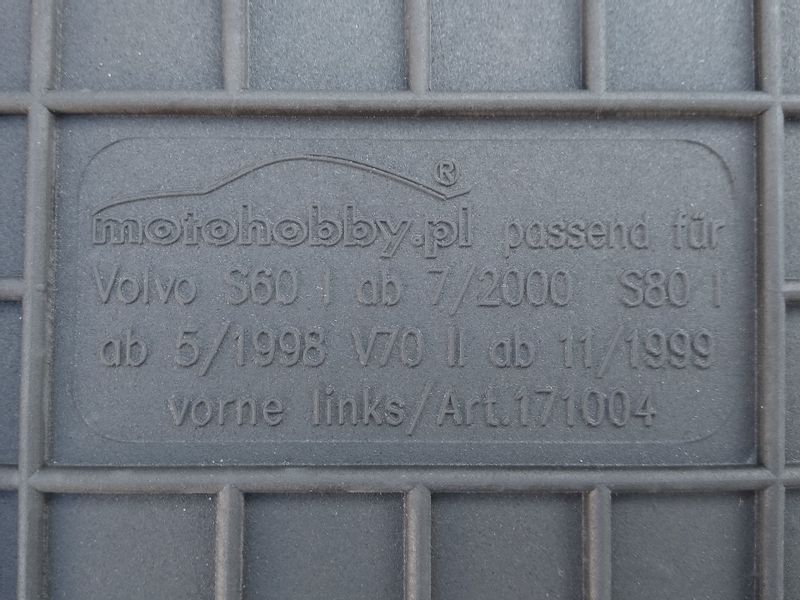 motohobby.pl® passend für
Volvo S60 I ab 7/2000 S80 I
ab 5/1998 V70 II ab 11/1999
vorne links/Art.171004